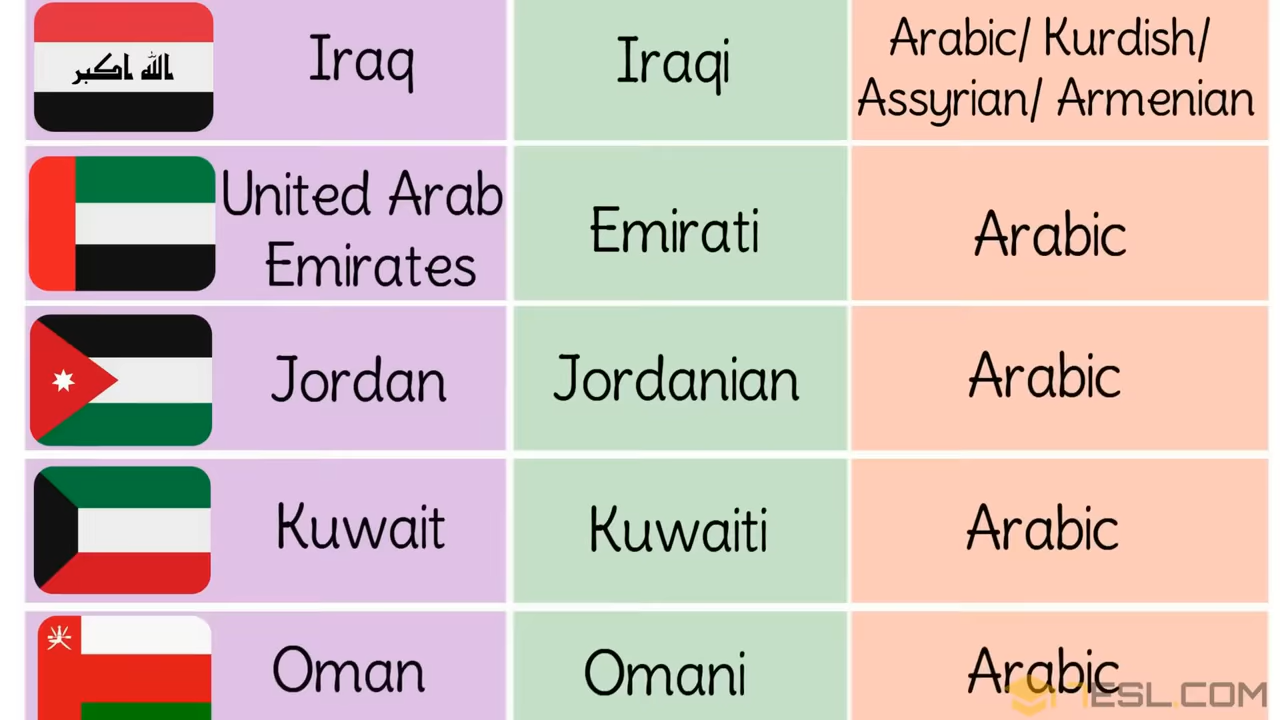 الله اكبر
Iraq
Iraqi
Arabic/ Kurdish/
Assyrian/ Armenian
United Arab
Emirates
Emirati
Arabic
Jordan
Jordanian
Arabic
Kuwait
Kuwaiti
Arabic
Oman
Omani
Arabic
7ESL.COM